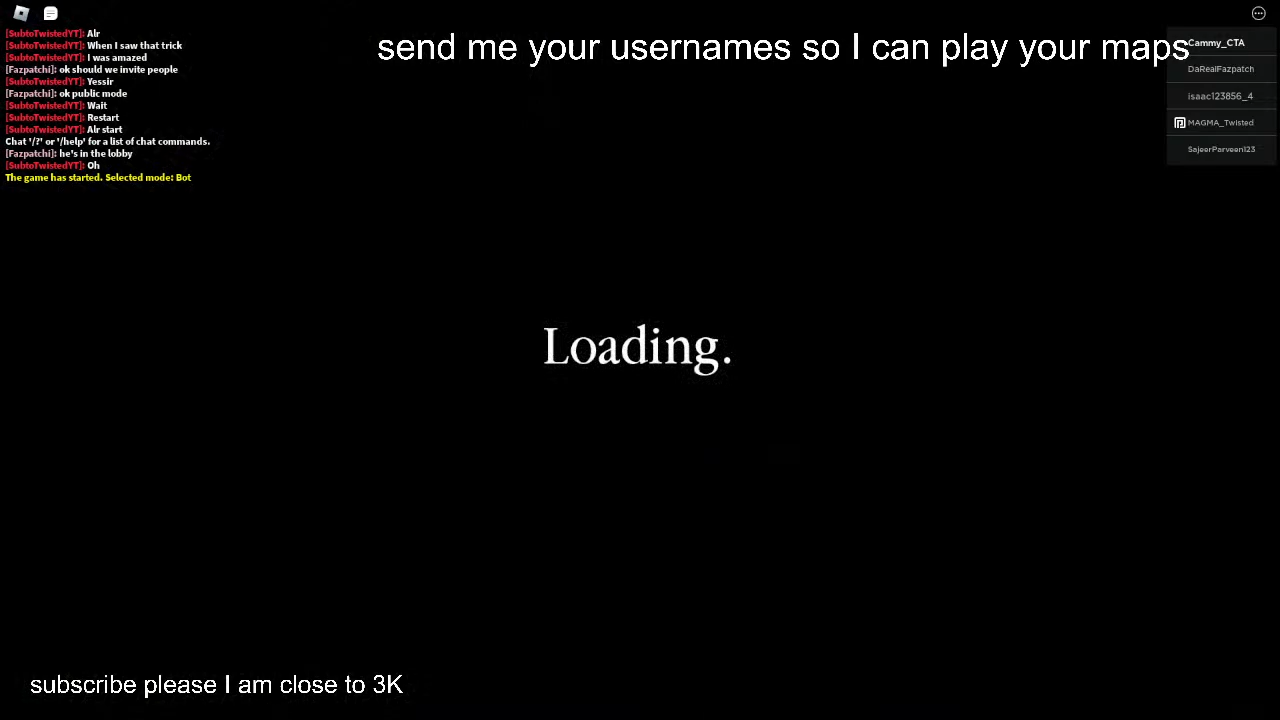 [SubtoTwistedYT]: Alr
[SubtoTwistedYT]: When I saw that trick
[SubtoTwistedYT]: I was amazed
[Fazpatchi]: ok should we invite people
[SubtoTwistedYT]: Yessir
[Fazpatchi]: ok public mode
[SubtoTwistedYT]: Wait
[SubtoTwistedYT]: Restart
[SubtoTwistedYT]: Alr start
Chat '/?' or '/help' for a list of chat commands.
[Fazpatchi]: he's in the lobby
[SubtoTwistedYT]: Oh
The game has started. Selected mode: Bot
send me your usernames so I can play your maps
Cammy_CTA
DaRealFazpatch
isaac123856_4
MAGMA_Twisted
SajeerParveen123
Loading.
subscribe please I am close to 3K